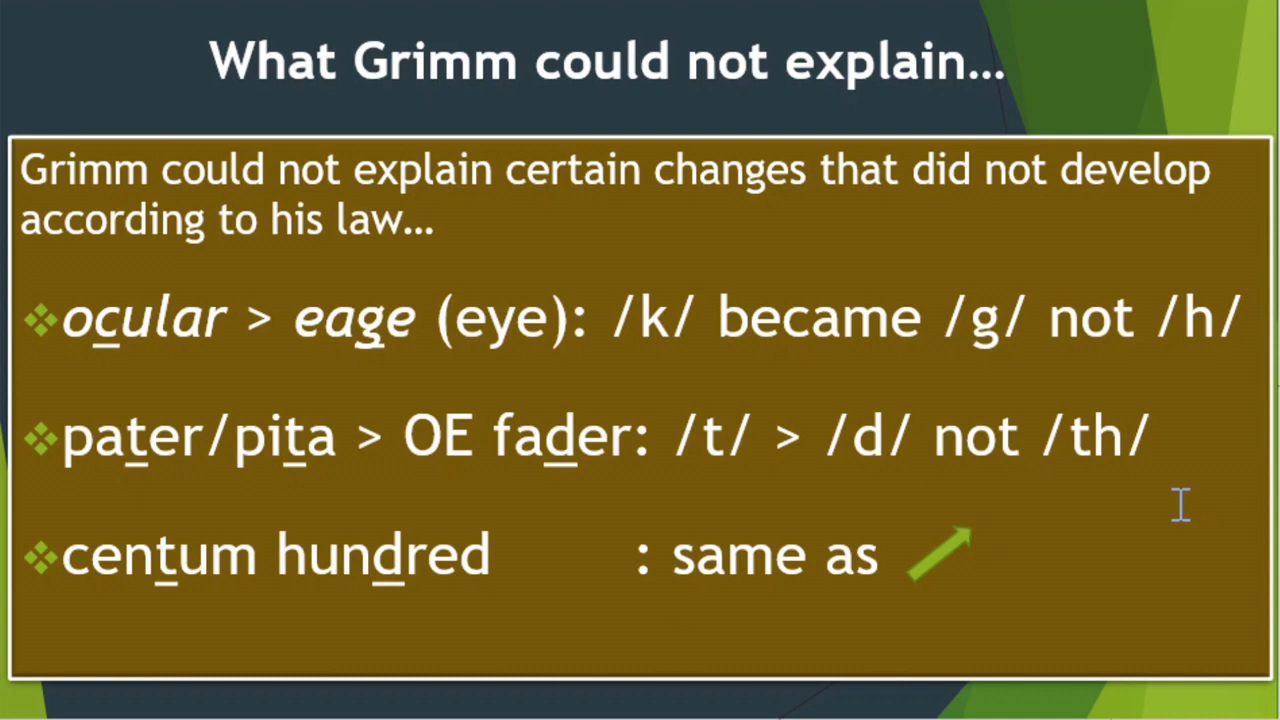 What Grimm could not explain...
Grimm could not explain certain changes that did not develop
according to his law...
ocular > eage (eye): /k/ became /g/ not /h/
pater/pita > OE fader: /t/ > /d/ not /th/
centum hundred : same as